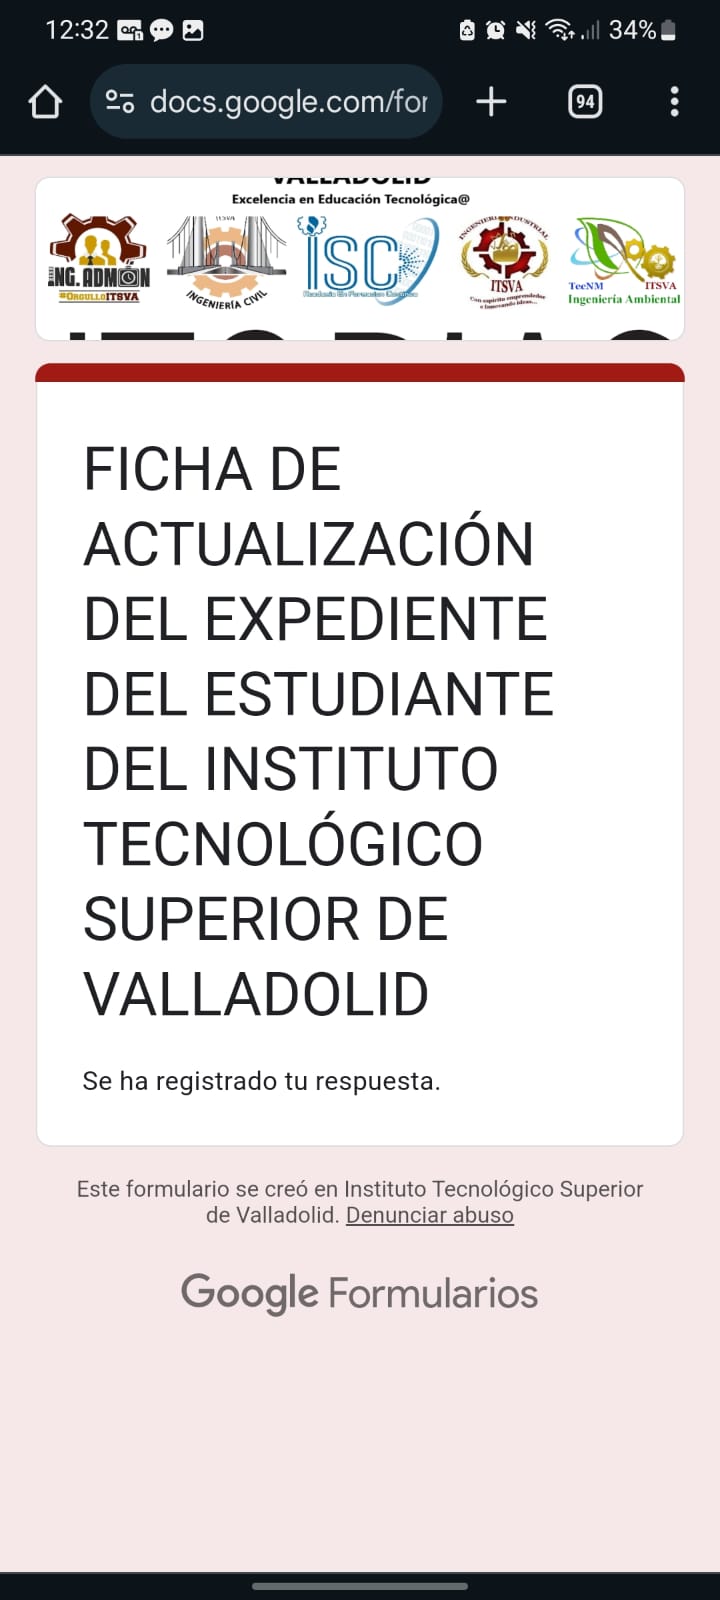 12:32
34%
docs.google.com/for
94
VALLADOLID
Excelencia en Educación Tecnológica@
ING. ADMON
#ORGULLOITSVA
ITSVA
INGENIERÍA CIVIL
ISC
INGENIERÍA INDUSTRIAL
ITSVA
Con espíritu emprendedor
e Innovando ideas...
TecNM ITSVA
Ingeniería Ambiental
FICHA DE
ACTUALIZACIÓN
DEL EXPEDIENTE
DEL ESTUDIANTE
DEL INSTITUTO
TECNOLÓGICO
SUPERIOR DE
VALLADOLID
Se ha registrado tu respuesta.
Este formulario se creó en Instituto Tecnológico Superior
de Valladolid. Denunciar abuso
Google Formularios